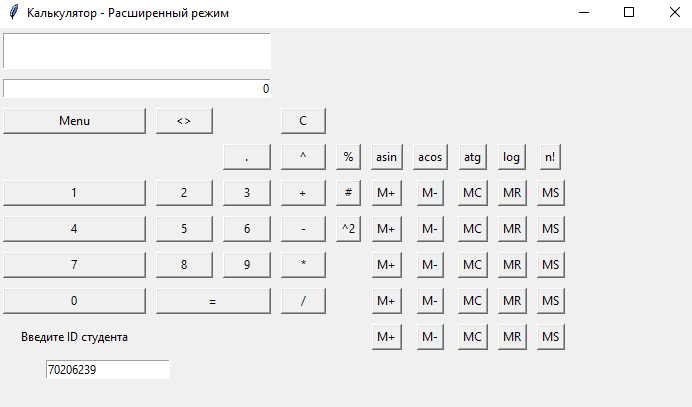 Калькулятор - Расширенный режим
0
Menu <> C
. ^ % asin acos atg log n!
1 2 3 + # M+ M- MC MR MS
4 5 6 - ^2 M+ M- MC MR MS
7 8 9 * M+ M- MC MR MS
0 = / M+ M- MC MR MS
Введите ID студента M+ M- MC MR MS
70206239